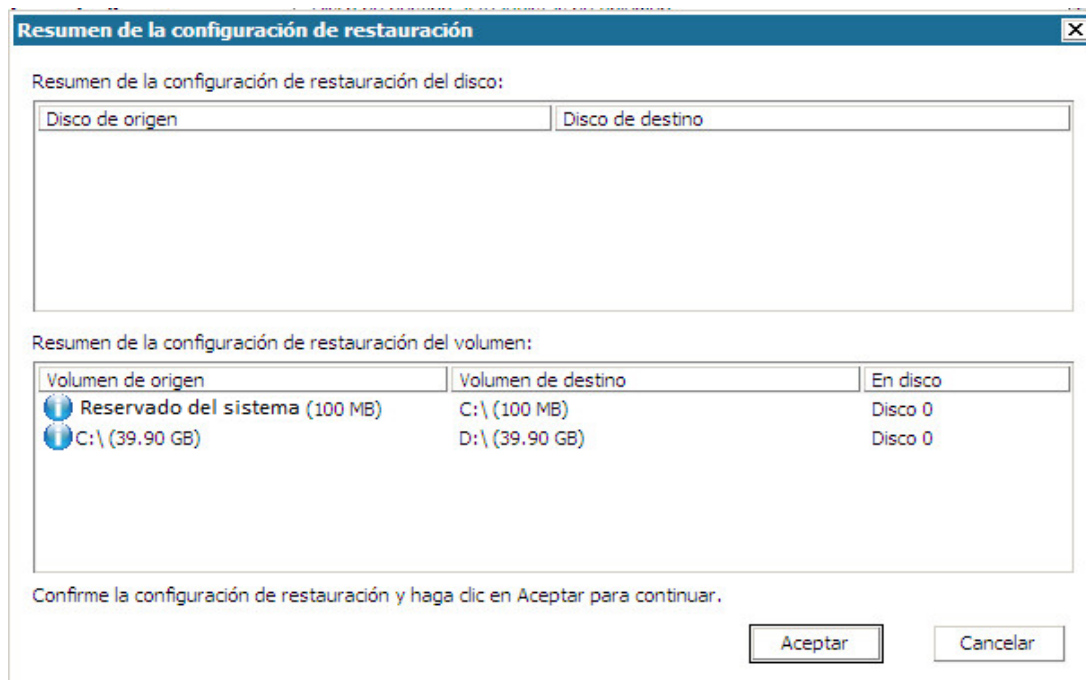 Resumen de la configuración de restauración
Resumen de la configuración de restauración del disco:
Disco de origen Disco de destino
Resumen de la configuración de restauración del volumen:
Volumen de origen Volumen de destino En disco
Reservado del sistema (100 MB) C:\ (100 MB) Disco 0
C:\ (39.90 GB) D:\ (39.90 GB) Disco 0
Confirme la configuración de restauración y haga clic en Aceptar para continuar.
Aceptar Cancelar